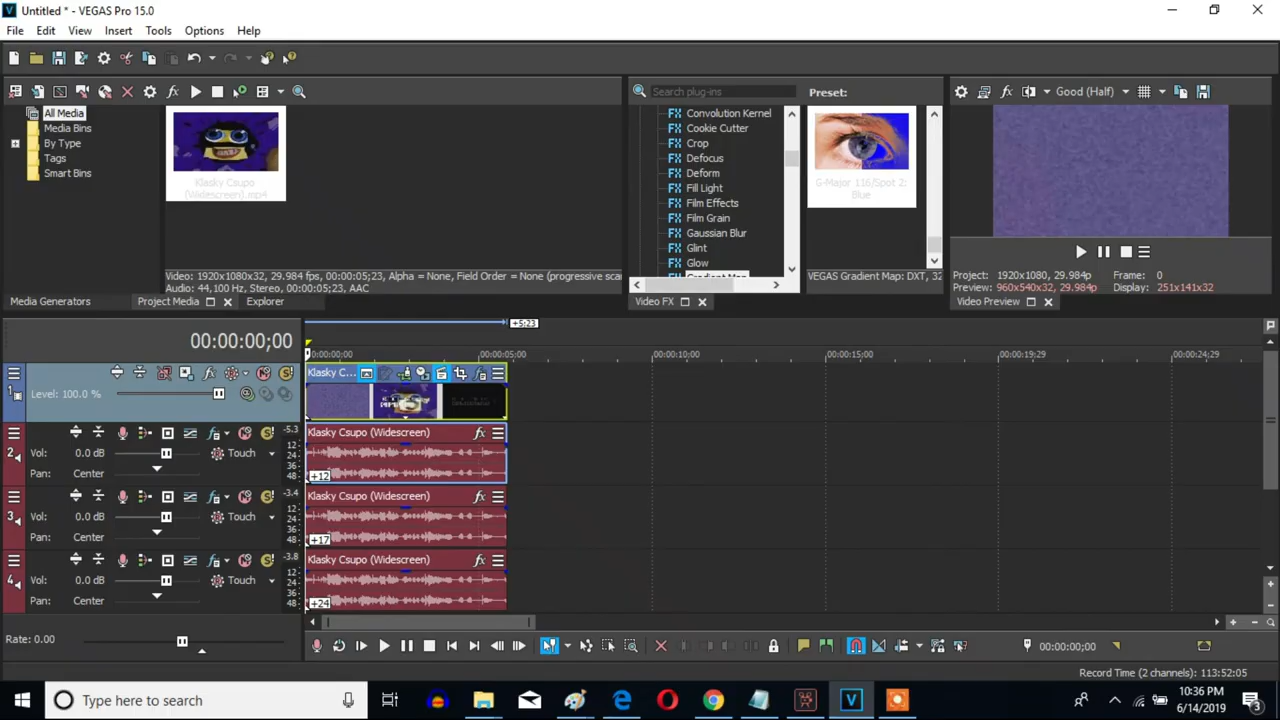 Untitled * - VEGAS Pro 15.0
File Edit View Insert Tools Options Help
Search plug-ins
Preset:
Good (Half)
All Media
Media Bins
By Type
Tags
Smart Bins
Klasky Csupo
(Widescreen).mp4
Convolution Kernel
Cookie Cutter
Crop
Defocus
Deform
Fill Light
Film Effects
Film Grain
Gaussian Blur
Glint
Glow
Gradient Map
G-Major 116/Spot 2:
Blue
Video: 1920x1080x32, 29.984 fps, 00:00:05;23, Alpha = None, Field Order = None (progressive sca
Audio: 44,100 Hz, Stereo, 00:00:05;23, AAC
VEGAS Gradient Map: DXT, 32
Project: 1920x1080, 29.984p Frame: 0
Preview: 960x540x32, 29.984p Display: 251x141x32
Media Generators Project Media Explorer
Video FX
Video Preview
+5;23
00:00:00;00
00:00:00;00 00:00:05;00 00:00:10;00 00:00:15;00 00:00:19;29 00:00:24;29
1
Level: 100.0 %
Klasky C...
2
-5.3
12
24
36
48
Vol: 0.0 dB Touch
Pan: Center
Klasky Csupo (Widescreen) fx
+12
3
-3.4
12
24
36
48
Vol: 0.0 dB Touch
Pan: Center
Klasky Csupo (Widescreen) fx
+17
4
-3.8
12
24
36
48
Vol: 0.0 dB Touch
Pan: Center
Klasky Csupo (Widescreen) fx
+24
Rate: 0.00
00:00:00;00
Record Time (2 channels): 113:52:05
Type here to search
10:36 PM
6/14/2019
3